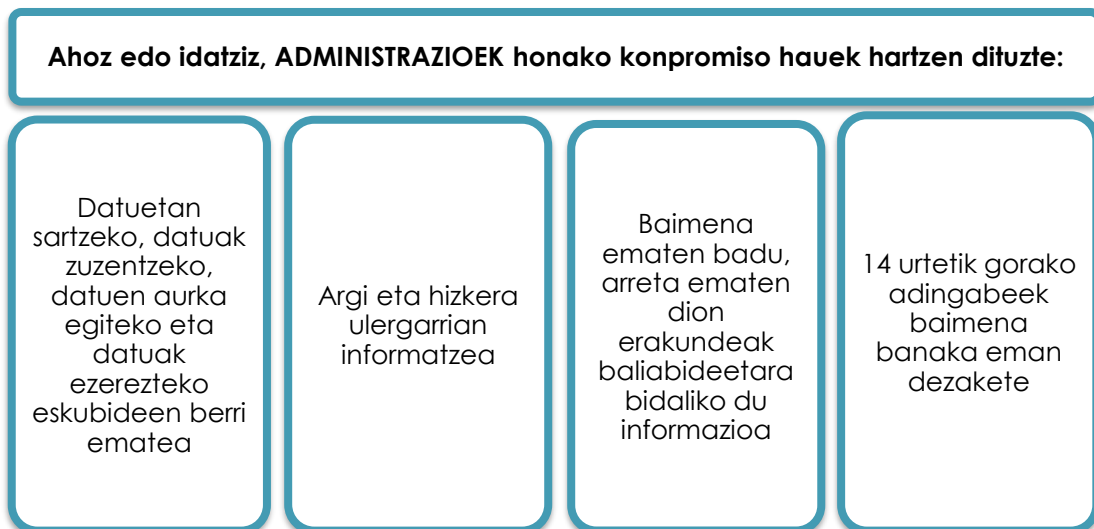 Ahoz edo idatziz, ADMINISTRAZIOEK honako konpromiso hauek hartzen dituzte:
Datuetan
sartzeko, datuak
zuzentzeko,
datuen aurka
egiteko eta
datuak
ezerezteko
eskubideen berri
ematea
Argi eta hizkera
ulergarrian
informatzea
Baimena
ematen badu,
arreta ematen
dion
erakundeak
baliabideetara
bidaliko du
informazioa
14 urtetik gorako
adingabeek
baimena
banaka eman
dezakete